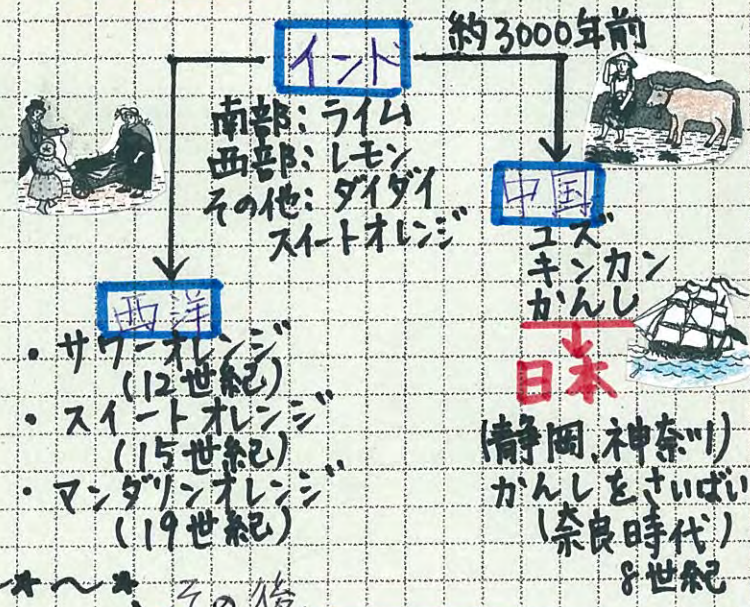 インド
約3000年前
南部:ライム
西部:レモン
その他:ダイダイ
スイートオレンジ
中国
ユズ
キンカン
かんし
日本
(静岡、神奈川)
かんしをさいばい
(奈良時代)
8世紀
西洋
・サワーオレンジ
(12世紀)
・スイートオレンジ
(15世紀)
・マンダリンオレンジ
(19世紀)
その後